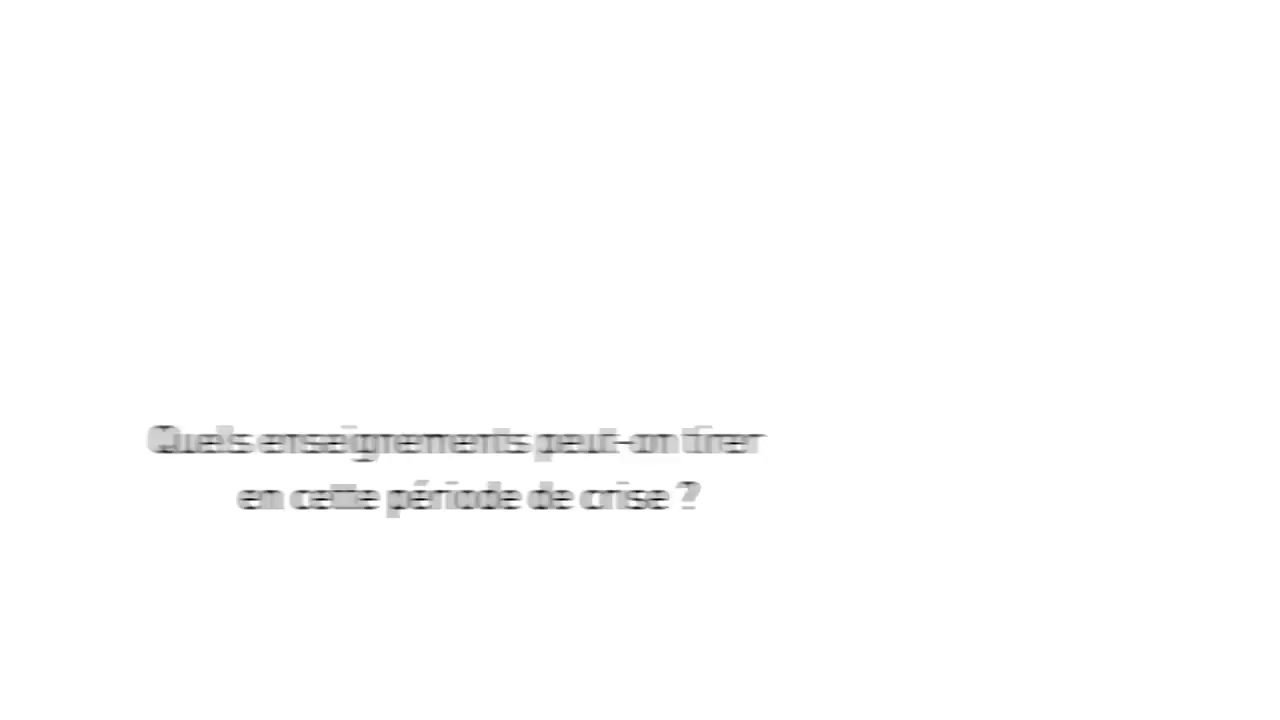 Quels enseignements peut-on tirer
en cette période de crise ?